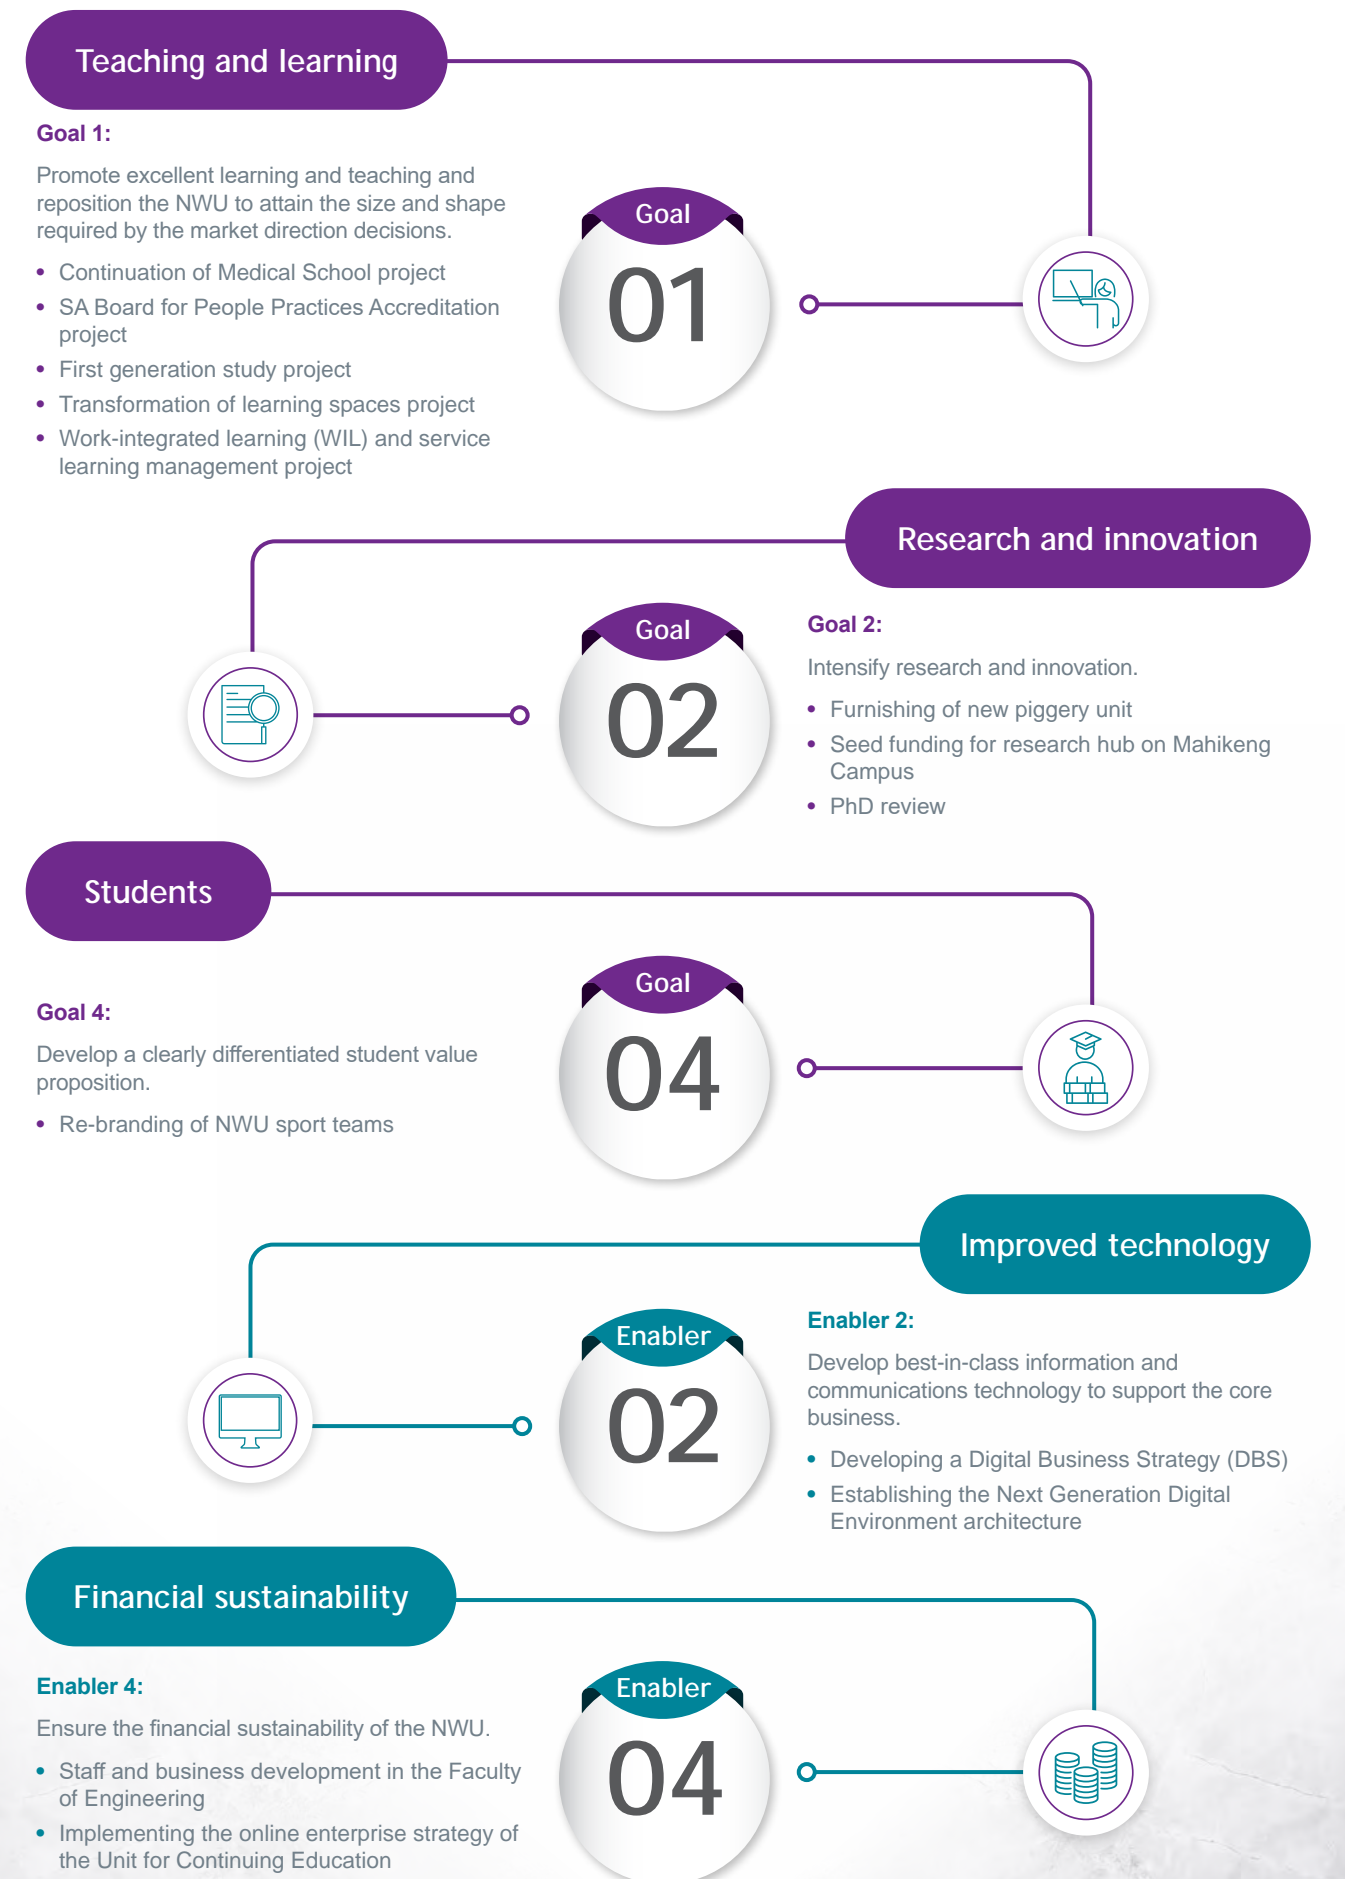 Teaching and learning
Goal 1:
Promote excellent learning and teaching and
reposition the NWU to attain the size and shape
required by the market direction decisions.
• Continuation of Medical School project
• SA Board for People Practices Accreditation
project
• First generation study project
• Transformation of learning spaces project
• Work-integrated learning (WIL) and service
learning management project
Goal
01
Research and innovation
Goal
02
Goal 2:
Intensify research and innovation.
• Furnishing of new piggery unit
• Seed funding for research hub on Mahikeng
Campus
• PhD review
Students
Goal 4:
Develop a clearly differentiated student value
proposition.
• Re-branding of NWU sport teams
Goal
04
Improved technology
Enabler
02
Enabler 2:
Develop best-in-class information and
communications technology to support the core
business.
• Developing a Digital Business Strategy (DBS)
• Establishing the Next Generation Digital
Environment architecture
Financial sustainability
Enabler 4:
Ensure the financial sustainability of the NWU.
• Staff and business development in the Faculty
of Engineering
• Implementing the online enterprise strategy of
the Unit for Continuing Education
Enabler
04